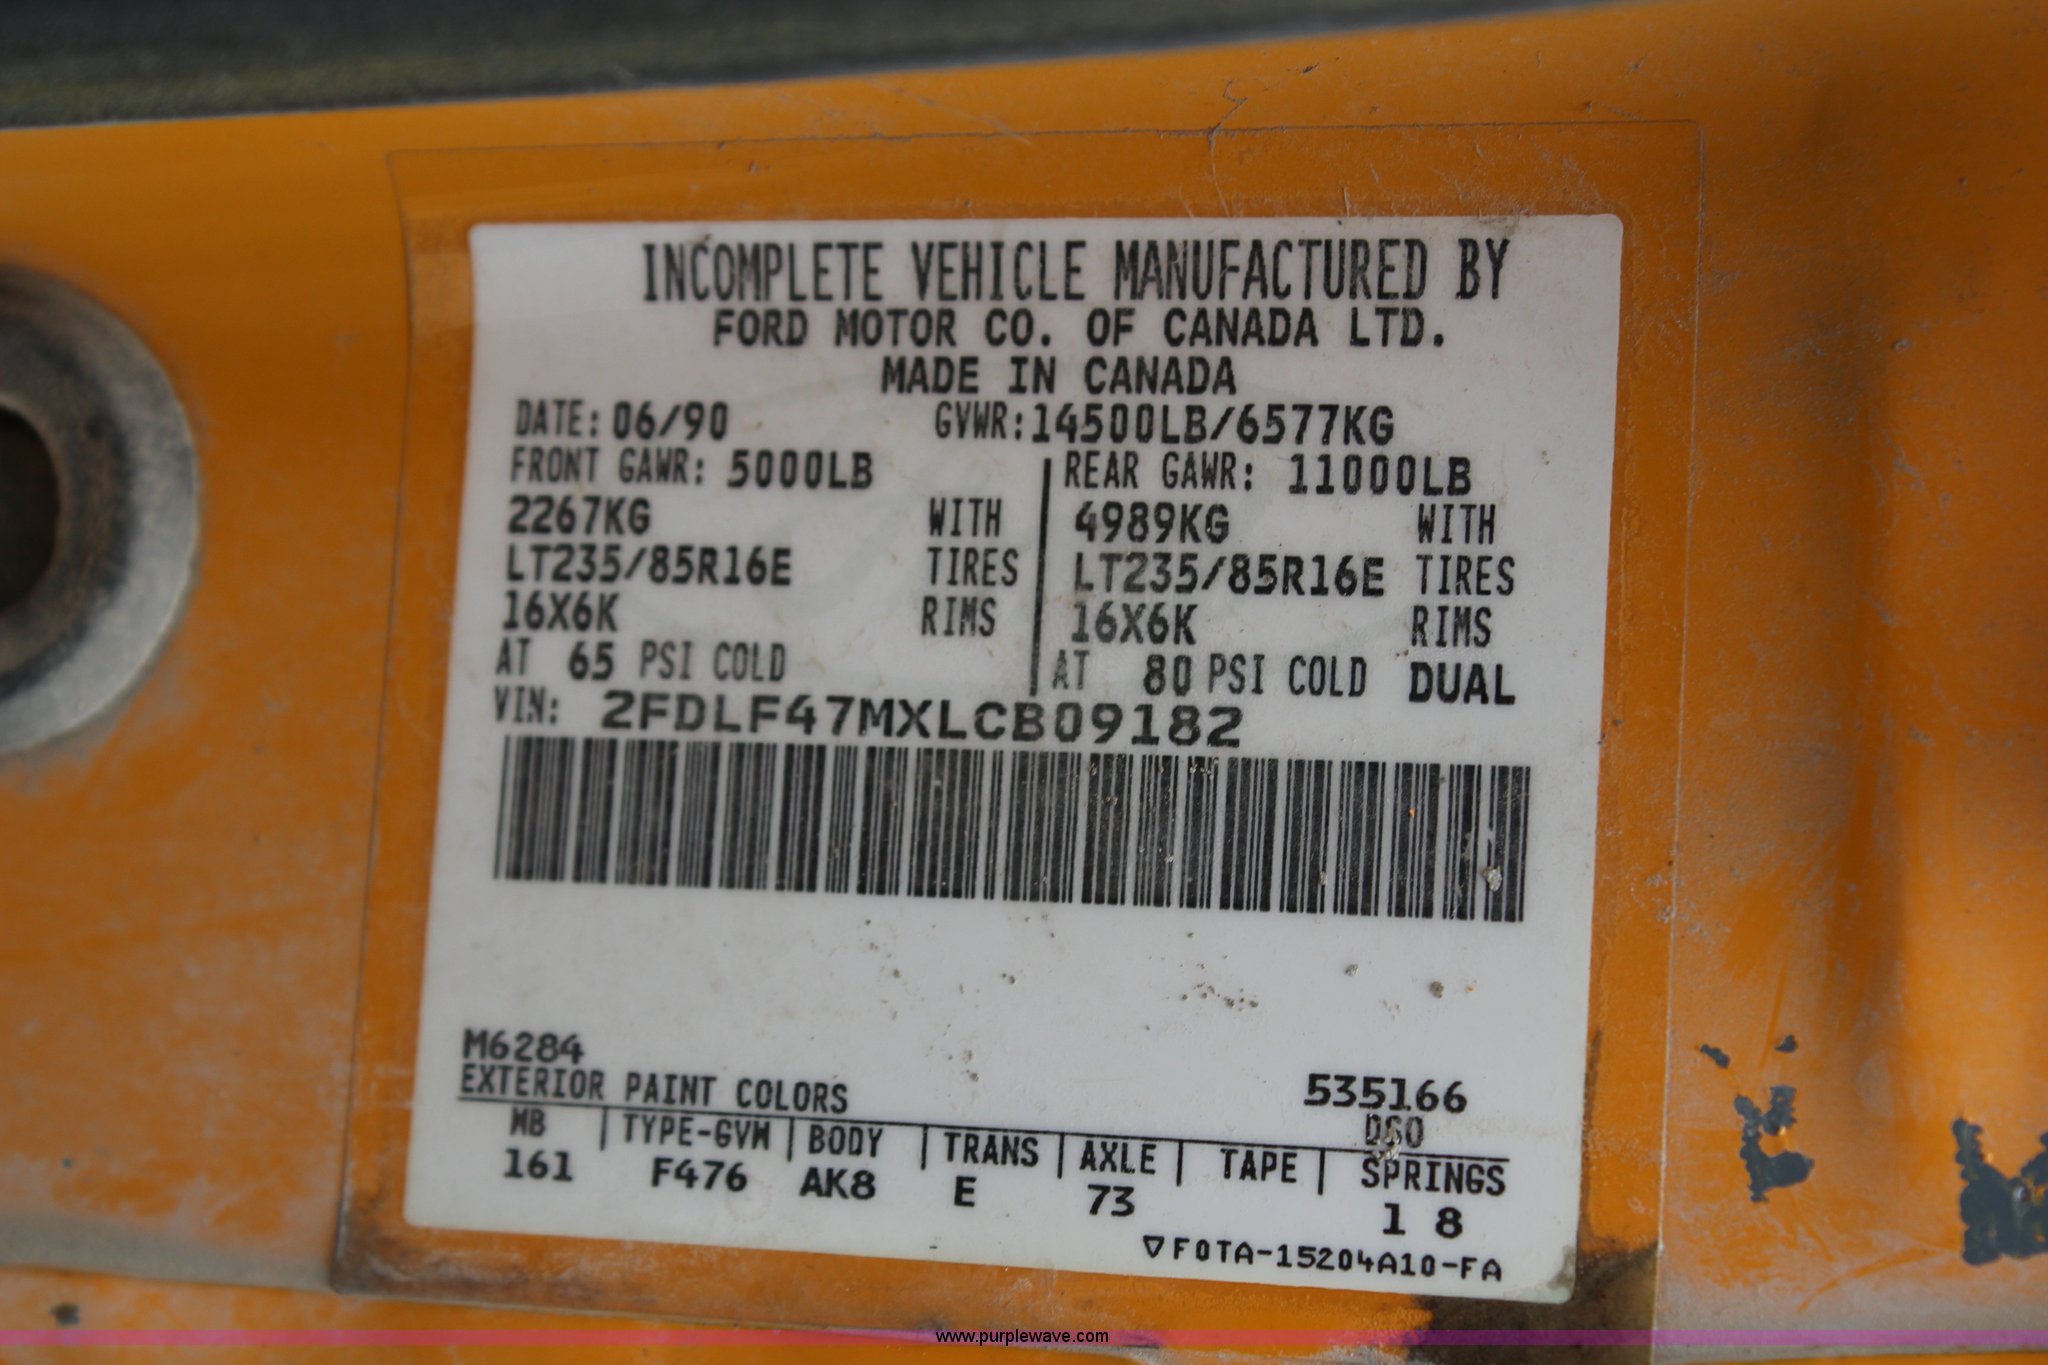 INCOMPLETE VEHICLE MANUFACTURED BY
FORD MOTOR CO. OF CANADA LTD.
MADE IN CANADA
DATE: 06/90 GVWR: 14500LB/6577KG
FRONT GAWR: 5000LB REAR GAWR: 11000LB
2267KG WITH 4989KG WITH
LT235/85R16E TIRES LT235/85R16E TIRES
16X6K RIMS 16X6K RIMS
AT 65 PSI COLD AT 80 PSI COLD DUAL
VIN: 2FDLF47MXLCB09182
M6284
EXTERIOR PAINT COLORS 535166
DSO
WB TYPE-GVW BODY TRANS AXLE TAPE SPRINGS
161 F476 AK8 E 73 1 8
▽F0TA-15204A10-FA
www.purplewave.com